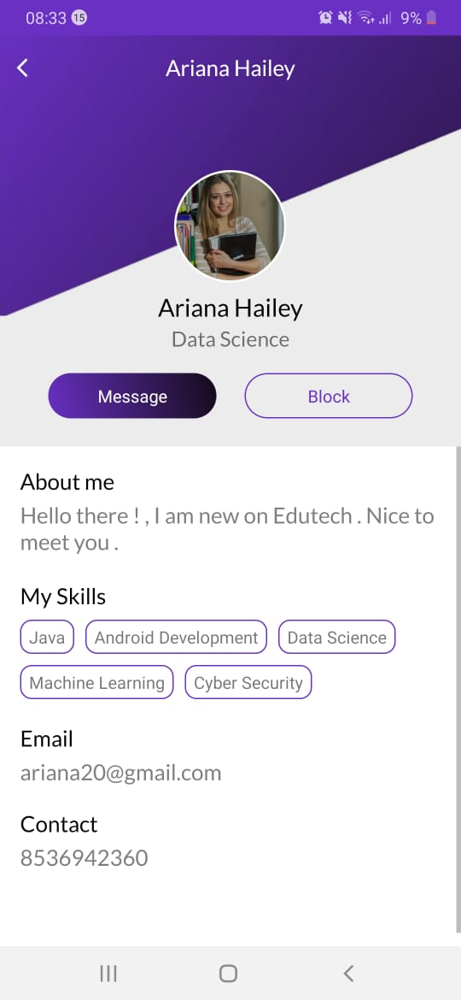 08:33 15 9%
Ariana Hailey
Ariana Hailey
Data Science
Message Block
About me
Hello there ! , I am new on Edutech . Nice to
meet you .
My Skills
Java Android Development Data Science
Machine Learning Cyber Security
Email
ariana20@gmail.com
Contact
8536942360